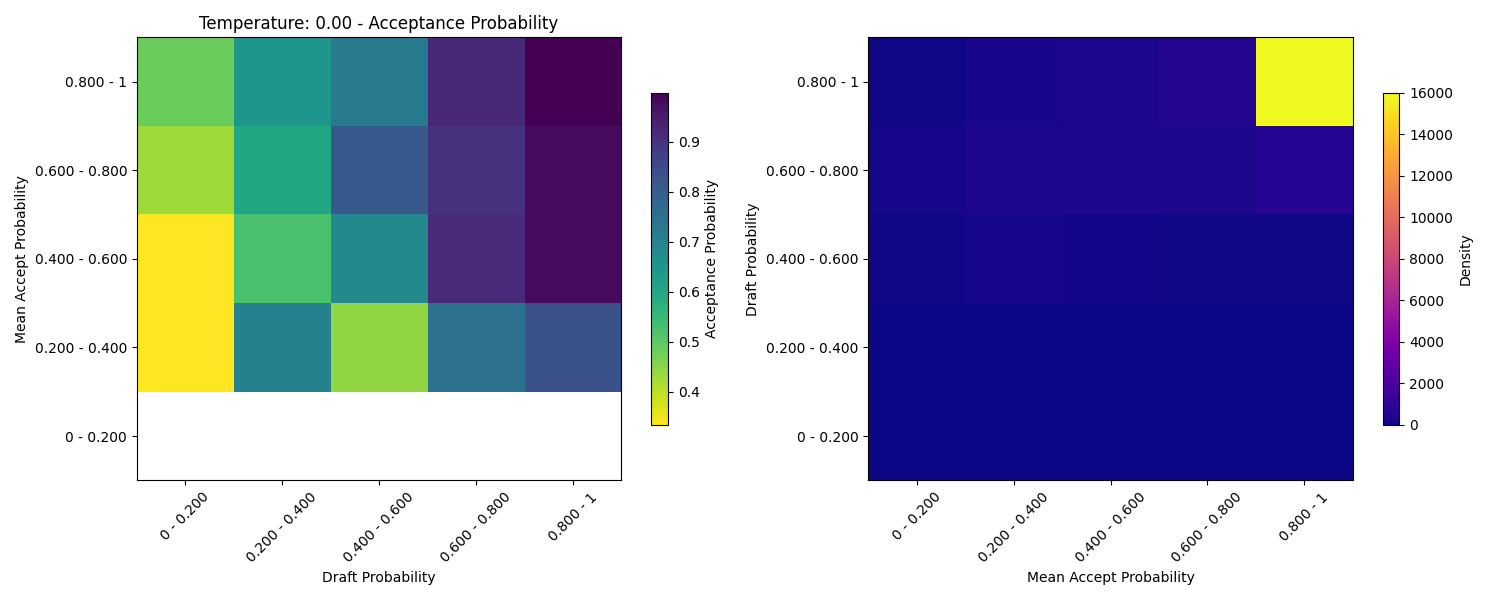 Temperature: 0.00 - Acceptance Probability
Mean Accept Probability
0.800 - 1
0.600 - 0.800
0.400 - 0.600
0.200 - 0.400
0 - 0.200
0 - 0.200
0.200 - 0.400
0.400 - 0.600
0.600 - 0.800
0.800 - 1
Draft Probability
0.9
0.8
0.7
0.6
0.5
0.4
Acceptance Probability
Draft Probability
0.800 - 1
0.600 - 0.800
0.400 - 0.600
0.200 - 0.400
0 - 0.200
0 - 0.200
0.200 - 0.400
0.400 - 0.600
0.600 - 0.800
0.800 - 1
Mean Accept Probability
16000
14000
12000
10000
8000
6000
4000
2000
0
Density